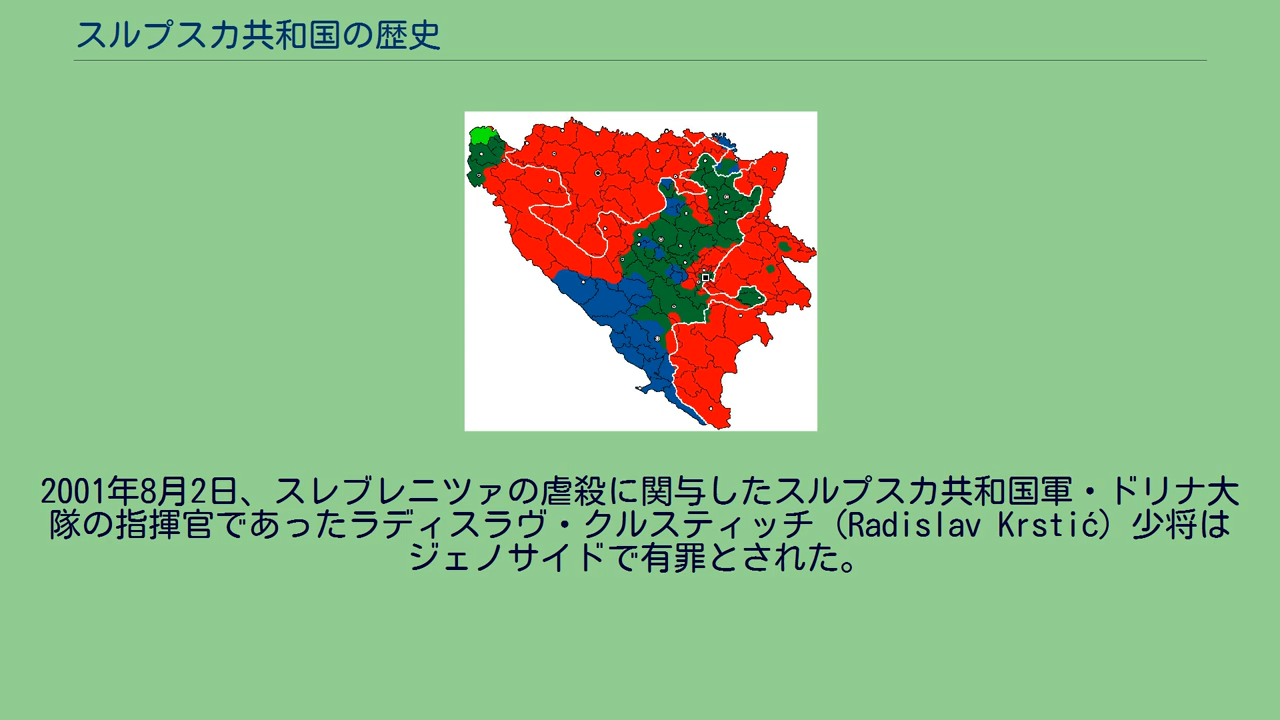 スルプスカ共和国の歴史
2001年8月2日、スレブレニツァの虐殺に関与したスルプスカ共和国軍・ドリナ大
隊の指揮官であったラディスラヴ・クルスティッチ（Radislav Krstić）少将は
ジェノサイドで有罪とされた。